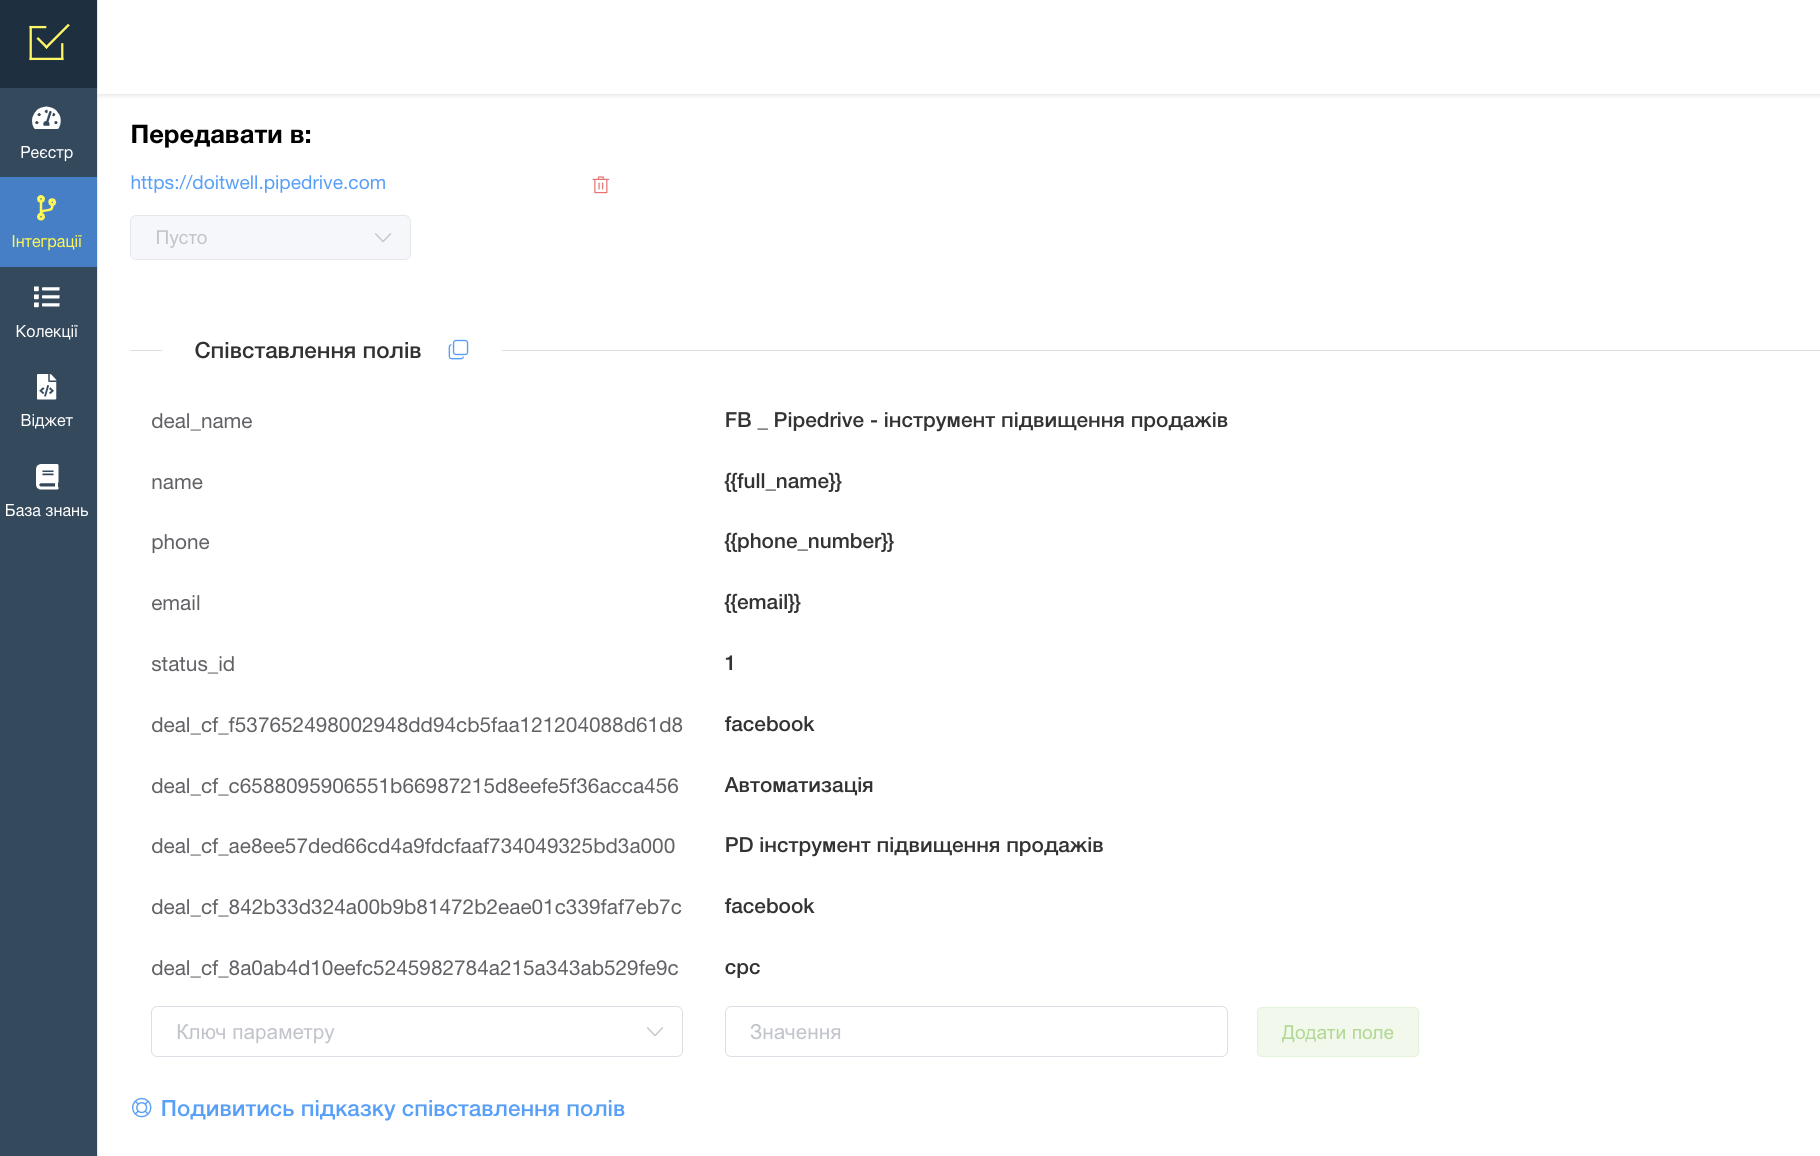 Реєстр
Інтеграції
Колекції
Віджет
База знань
Передавати в:
https://doitwell.pipedrive.com
Пусто
Співставлення полів
deal_name FB _ Pipedrive - інструмент підвищення продажів
name {{full_name}}
phone {{phone_number}}
email {{email}}
status_id 1
deal_cf_f537652498002948dd94cb5faa121204088d61d8 facebook
deal_cf_c6588095906551b66987215d8eefe5f36acca456 Автоматизація
deal_cf_ae8ee57ded66cd4a9fdcfaaf734049325bd3a000 PD інструмент підвищення продажів
deal_cf_842b33d324a00b9b81472b2eae01c339faf7eb7c facebook
deal_cf_8a0ab4d10eefc5245982784a215a343ab529fe9c cpc
Ключ параметру Значення Додати поле
Подивитись підказку співставлення полів